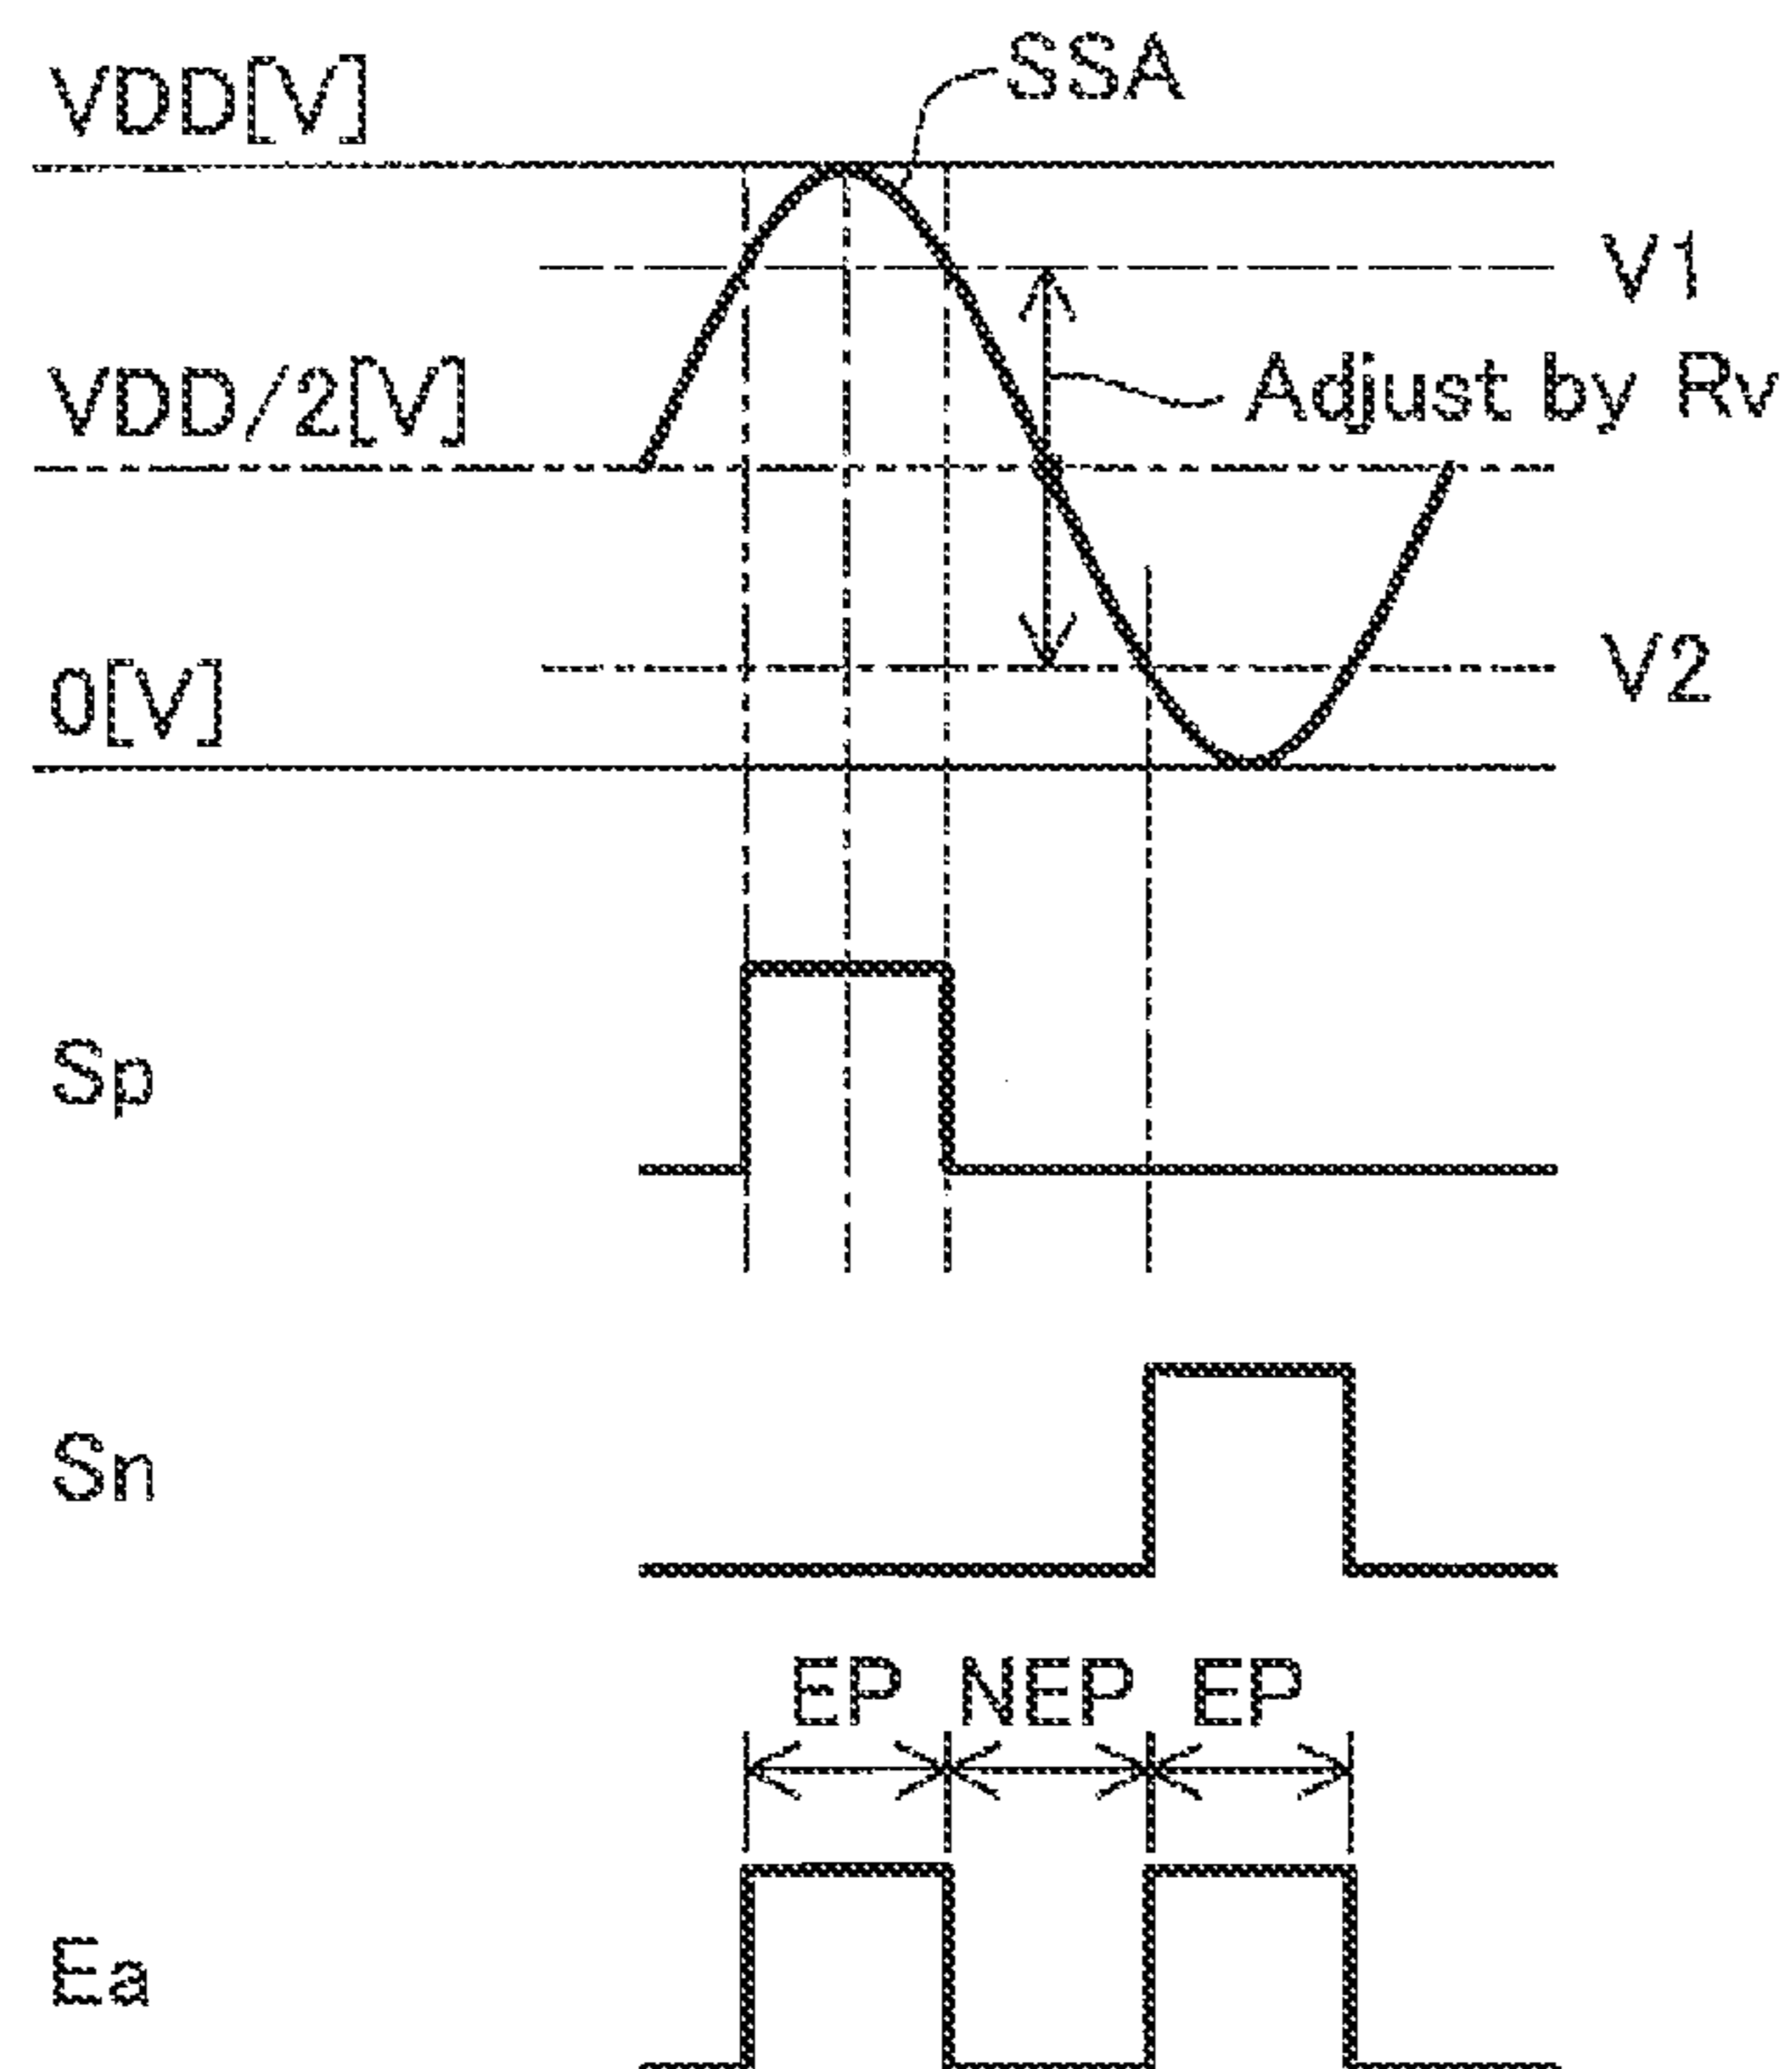 SSA
VDD[V]
V1
VDD/2[V]
Adjust by Rv
0[V]
V2
Sp
Sn
EP NEP EP
Ea